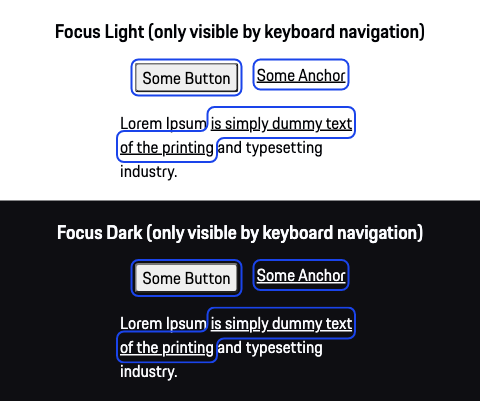 Focus Light (only visible by keyboard navigation)
Some Button Some Anchor
Lorem Ipsum is simply dummy text
of the printing and typesetting
industry.
Focus Dark (only visible by keyboard navigation)
Some Button Some Anchor
Lorem Ipsum is simply dummy text
of the printing and typesetting
industry.